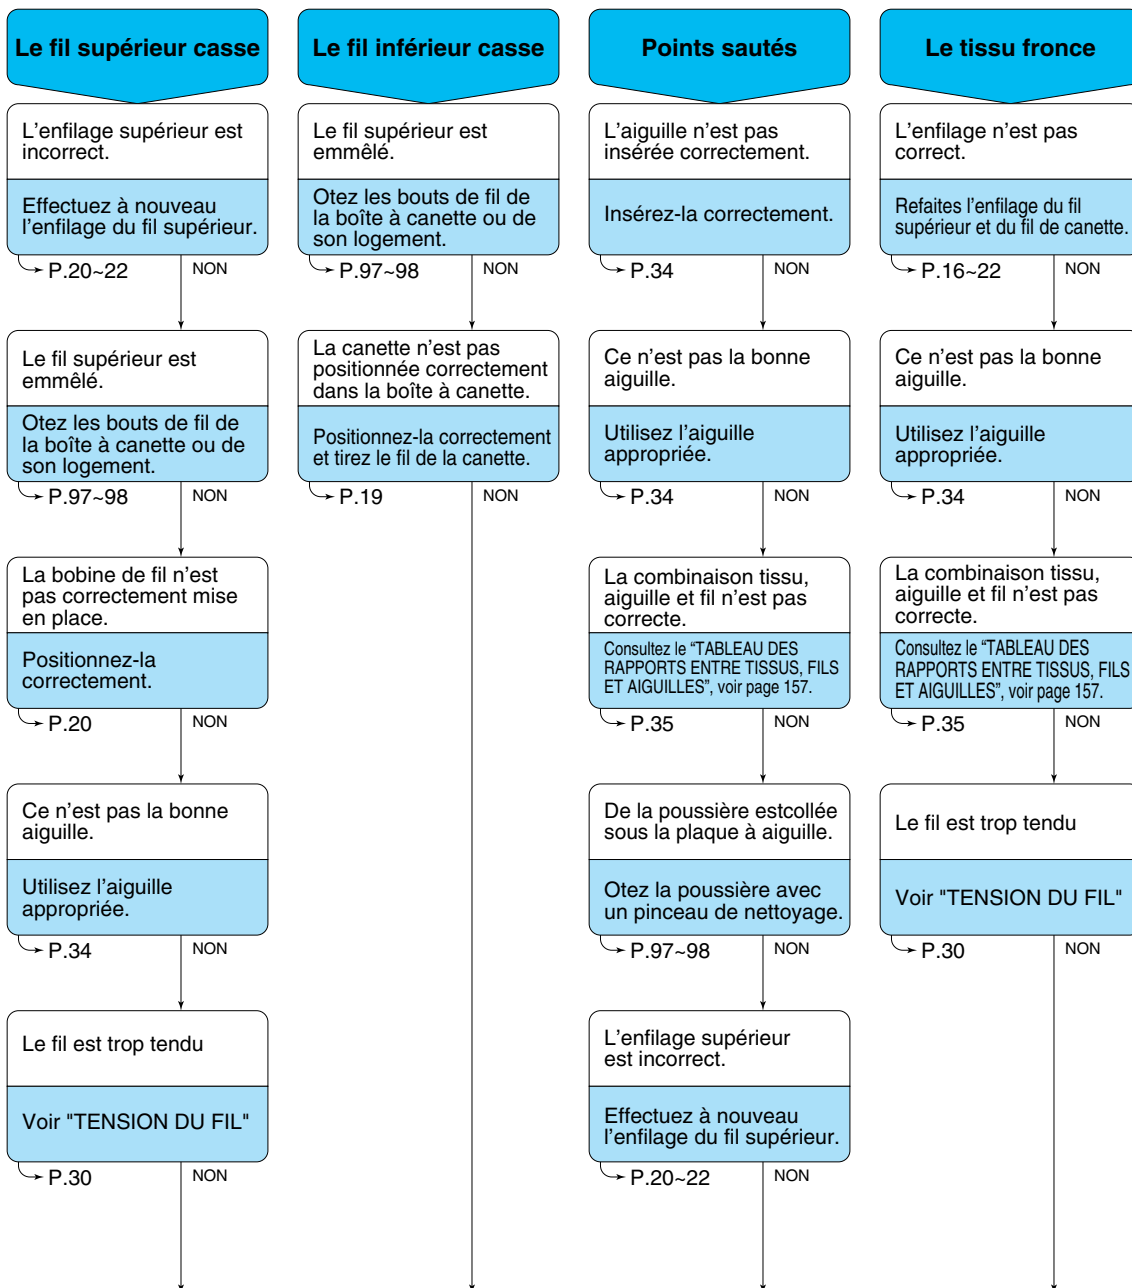 Le fil supérieur casse
L'enfilage supérieur est
incorrect.
Effectuez à nouveau
l'enfilage du fil supérieur.
P.20~22
NON
Le fil supérieur est
emmêlé.
Otez les bouts de fil de
la boîte à canette ou de
son logement.
P.97~98
NON
La bobine de fil n'est
pas correctement mise
en place.
Positionnez-la
correctement.
P.20
NON
Ce n'est pas la bonne
aiguille.
Utilisez l'aiguille
appropriée.
P.34
NON
Le fil est trop tendu
Voir "TENSION DU FIL"
P.30
NON
Le fil inférieur casse
Le fil supérieur est
emmêlé.
Otez les bouts de fil de
la boîte à canette ou de
son logement.
P.97~98
NON
La canette n'est pas
positionnée correctement
dans la boîte à canette.
Positionnez-la correctement
et tirez le fil de la canette.
P.19
NON
Points sautés
L'aiguille n'est pas
insérée correctement.
Insérez-la correctement.
P.34
NON
Ce n'est pas la bonne
aiguille.
Utilisez l'aiguille
appropriée.
P.34
NON
La combinaison tissu,
aiguille et fil n'est pas
correcte.
Consultez le “TABLEAU DES
RAPPORTS ENTRE TISSUS, FILS
ET AIGUILLES”, voir page 157.
P.35
NON
De la poussière estcollée
sous la plaque à aiguille.
Otez la poussière avec
un pinceau de nettoyage.
P.97~98
NON
L'enfilage supérieur
est incorrect.
Effectuez à nouveau
l'enfilage du fil supérieur.
P.20~22
NON
Le tissu fronce
L'enfilage n'est pas
correct.
Refaites l'enfilage du fil
supérieur et du fil de canette.
P.16~22
NON
Ce n'est pas la bonne
aiguille.
Utilisez l'aiguille
appropriée.
P.34
NON
La combinaison tissu,
aiguille et fil n'est pas
correcte.
Consultez le “TABLEAU DES
RAPPORTS ENTRE TISSUS, FILS
ET AIGUILLES”, voir page 157.
P.35
NON
Le fil est trop tendu
Voir "TENSION DU FIL"
P.30
NON